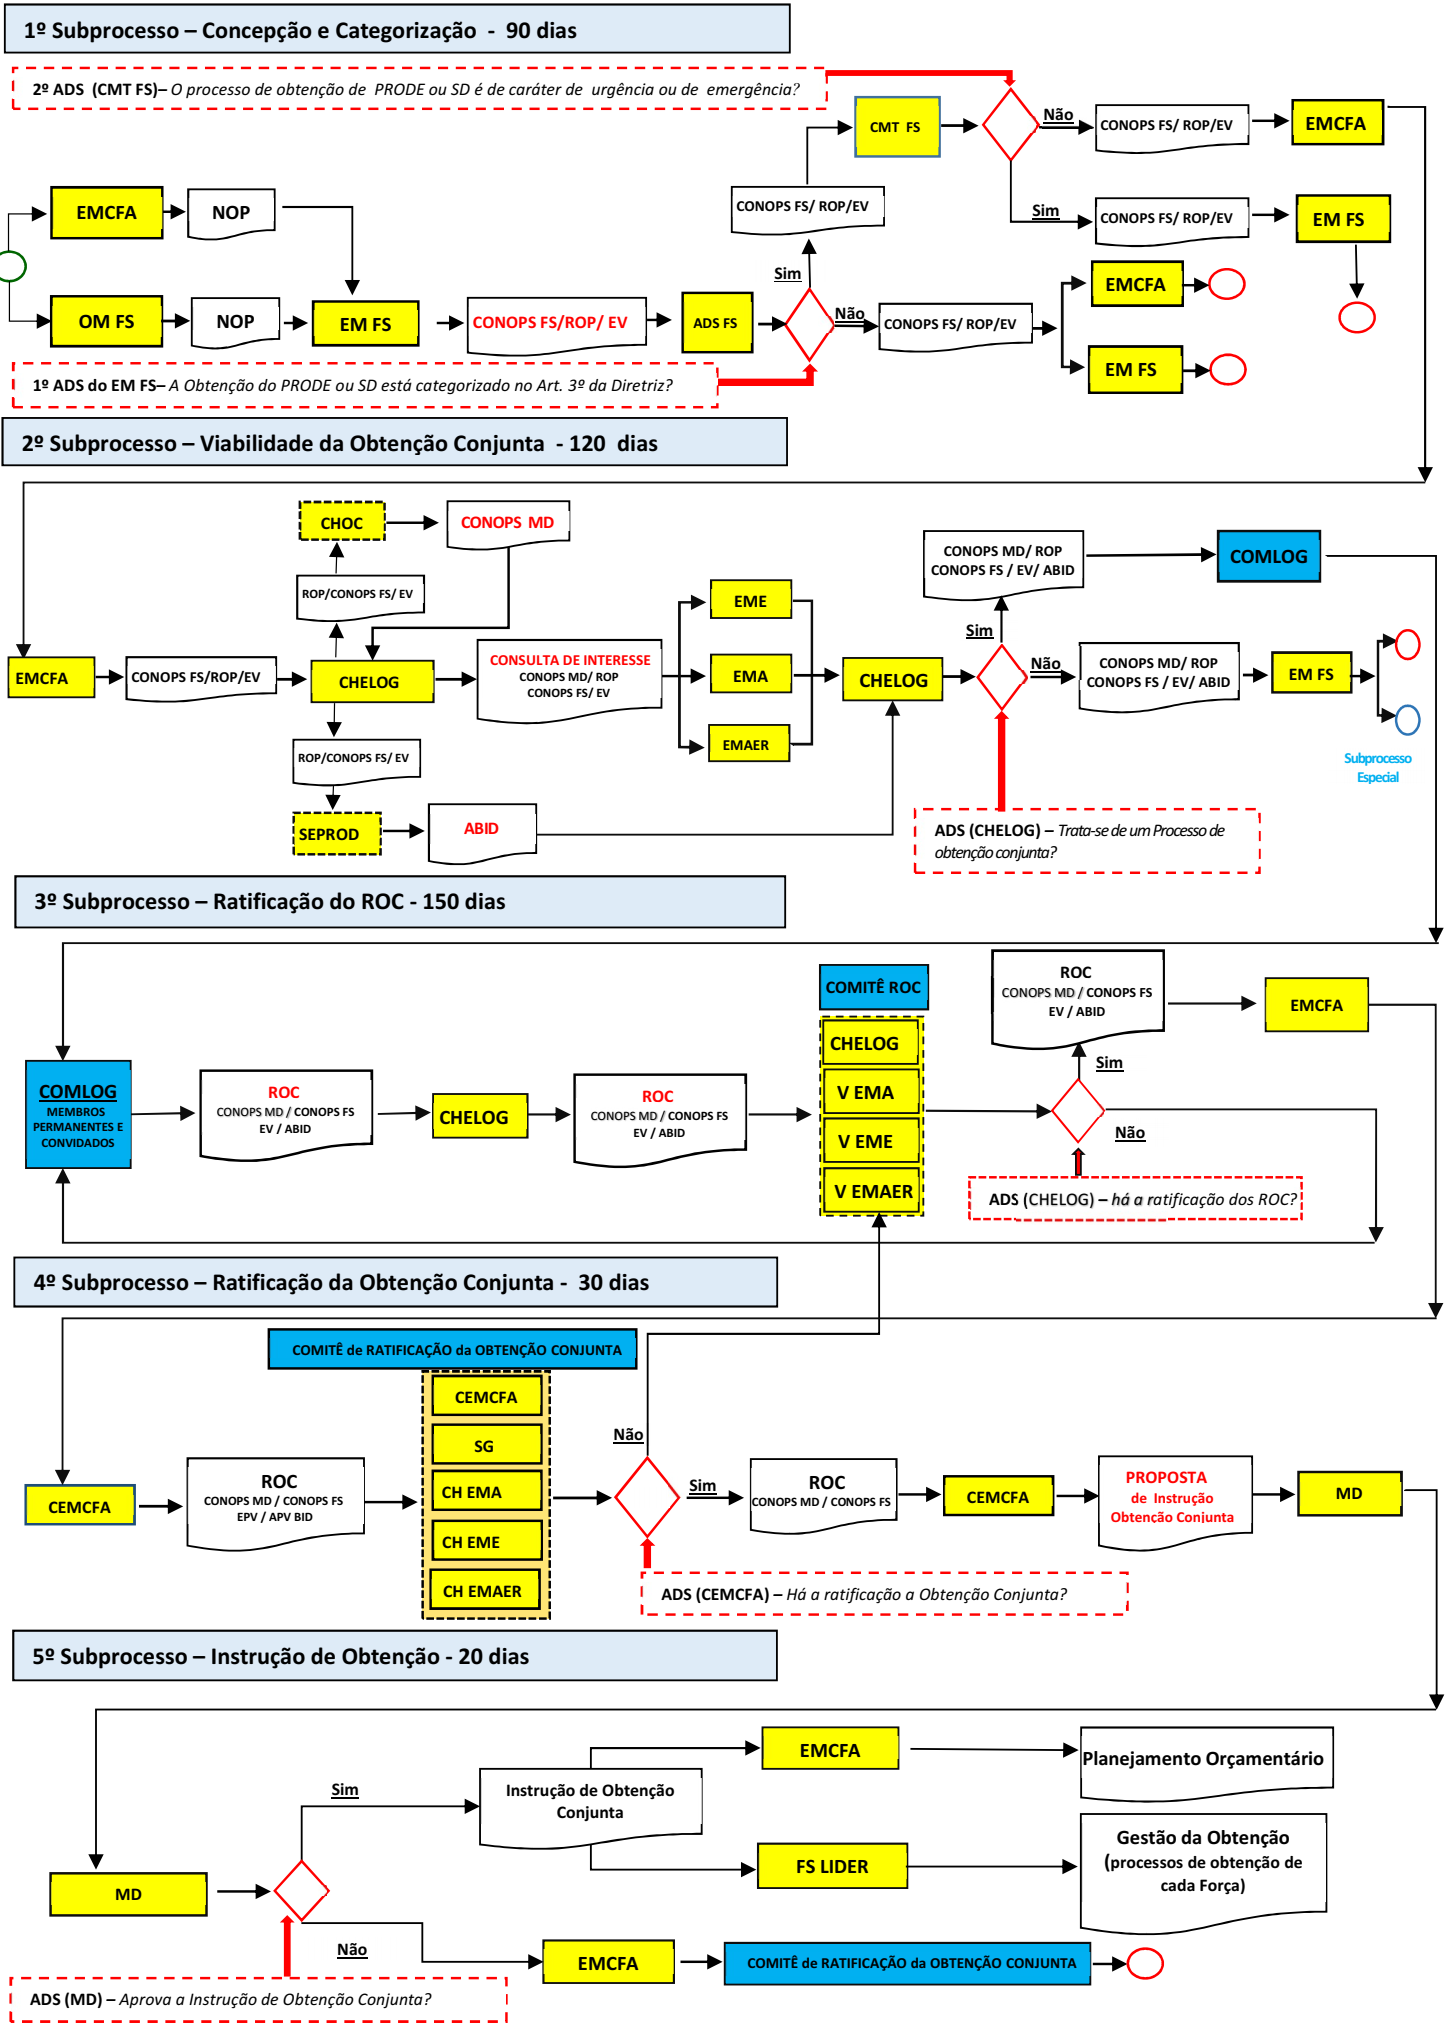 1º Subprocesso – Concepção e Categorização - 90 dias
2º ADS (CMT FS)– O processo de obtenção de PRODE ou SD é de caráter de urgência ou de emergência?
CMT FS
Não
CONOPS FS/ ROP/EV
EMCFA
EMCFA
NOP
CONOPS FS/ ROP/EV
Sim
CONOPS FS/ ROP/EV
EM FS
Sim
EMCFA
OM FS
NOP
EM FS
CONOPS FS/ROP/ EV
ADS FS
Não
CONOPS FS/ ROP/EV
EM FS
1º ADS do EM FS– A Obtenção do PRODE ou SD está categorizado no Art. 3º da Diretriz?
2º Subprocesso – Viabilidade da Obtenção Conjunta - 120 dias
CHOC
CONOPS MD
CONOPS MD/ ROP
CONOPS FS / EV/ ABID
COMLOG
ROP/CONOPS FS/ EV
EME
Sim
EMCFA
CONOPS FS/ROP/EV
CHELOG
CONSULTA DE INTERESSE
CONOPS MD/ ROP
CONOPS FS/ EV
EMA
CHELOG
Não
CONOPS MD/ ROP
CONOPS FS / EV/ ABID
EM FS
EMAER
ROP/CONOPS FS/ EV
Subprocesso
Especial
SEPROD
ABID
ADS (CHELOG) – Trata-se de um Processo de
obtenção conjunta?
3º Subprocesso – Ratificação do ROC - 150 dias
COMITÊ ROC
ROC
CONOPS MD / CONOPS FS
EV / ABID
EMCFA
CHELOG
Sim
COMLOG
MEMBROS
PERMANENTES E
CONVIDADOS
ROC
CONOPS MD / CONOPS FS
EV / ABID
CHELOG
ROC
CONOPS MD / CONOPS FS
EV / ABID
V EMA
V EME
Não
V EMAER
ADS (CHELOG) – há a ratificação dos ROC?
4º Subprocesso – Ratificação da Obtenção Conjunta - 30 dias
COMITÊ de RATIFICAÇÃO da OBTENÇÃO CONJUNTA
CEMCFA
SG
Não
CEMCFA
ROC
CONOPS MD / CONOPS FS
EPV / APV BID
CH EMA
Sim
ROC
CONOPS MD / CONOPS FS
CEMCFA
PROPOSTA
de Instrução
Obtenção Conjunta
MD
CH EME
CH EMAER
ADS (CEMCFA) – Há a ratificação a Obtenção Conjunta?
5º Subprocesso – Instrução de Obtenção - 20 dias
EMCFA
Planejamento Orçamentário
Sim
Instrução de Obtenção
Conjunta
FS LIDER
Gestão da Obtenção
(processos de obtenção de
cada Força)
MD
Não
EMCFA
COMITÊ de RATIFICAÇÃO da OBTENÇÃO CONJUNTA
ADS (MD) – Aprova a Instrução de Obtenção Conjunta?